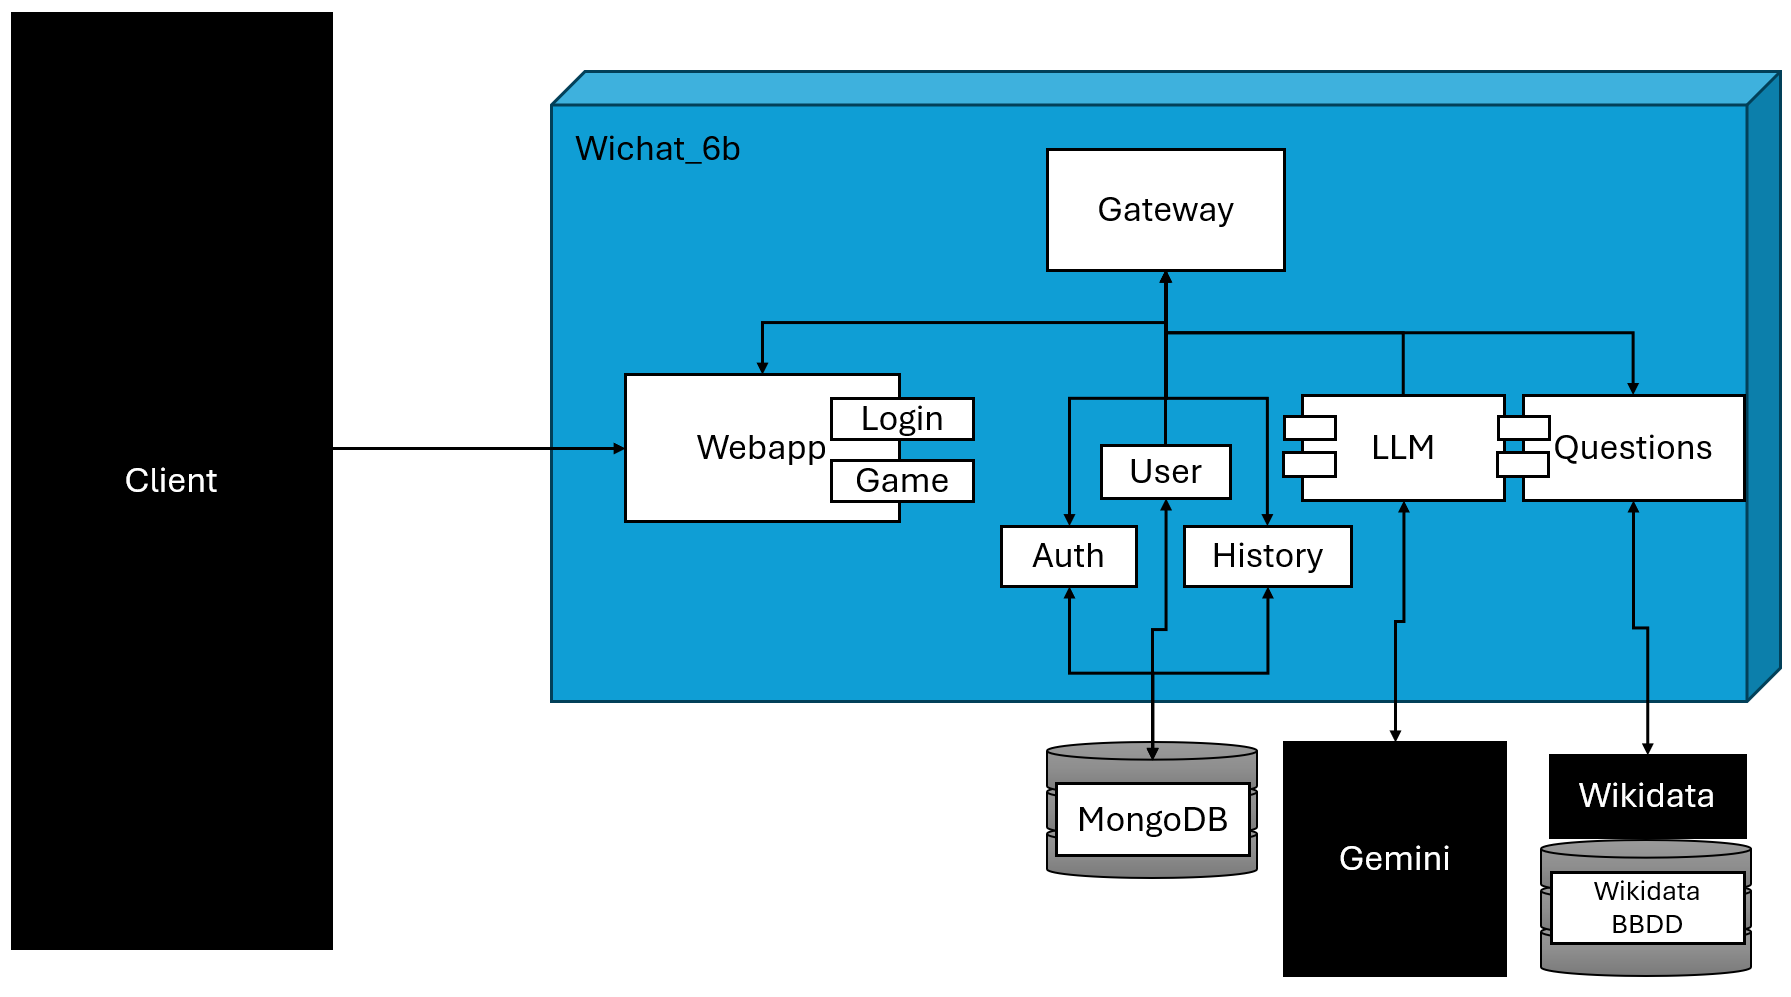 Client
Wichat_6b
Gateway
Webapp
Login
Game
User
Auth
History
LLM
Questions
MongoDB
Gemini
Wikidata
Wikidata
BBDD